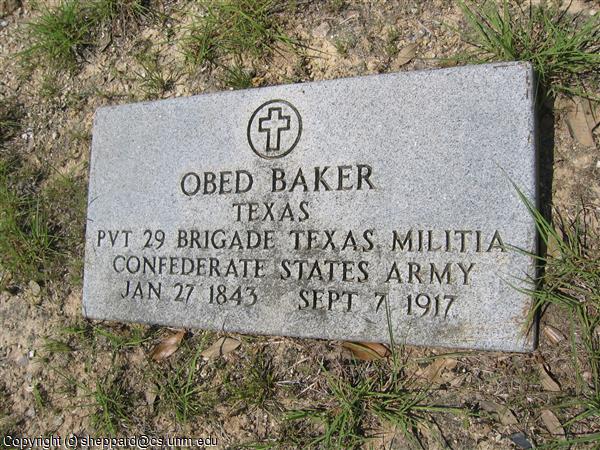 OBED BAKER
TEXAS
PVT 29 BRIGADE TEXAS MILITIA
CONFEDERATE STATES ARMY
JAN 27 1843 SEPT 7 1917
Copyright (c) sheppard@cs.unm.edu